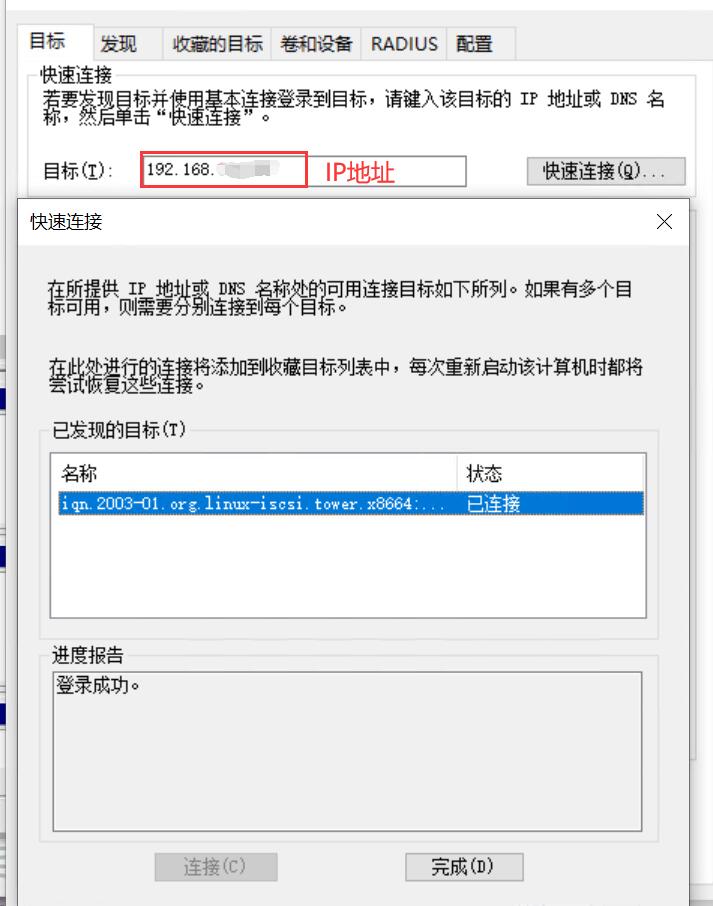 目标 发现 收藏的目标 卷和设备 RADIUS 配置
快速连接
若要发现目标并使用基本连接登录到目标，请键入该目标的 IP 地址或 DNS 名
称，然后单击“快速连接”。
目标(T): 192.168. IP地址 快速连接(Q)...
快速连接
在所提供 IP 地址或 DNS 名称处的可用连接目标如下所列。如果有多个目
标可用，则需要分别连接到每个目标。
在此处进行的连接将添加到收藏目标列表中，每次重新启动该计算机时都将
尝试恢复这些连接。
已发现的目标(T)
名称 状态
iqn.2003-01.org.linux-iscsi.tower.x8664:... 已连接
进度报告
登录成功。
连接(C) 完成(D)